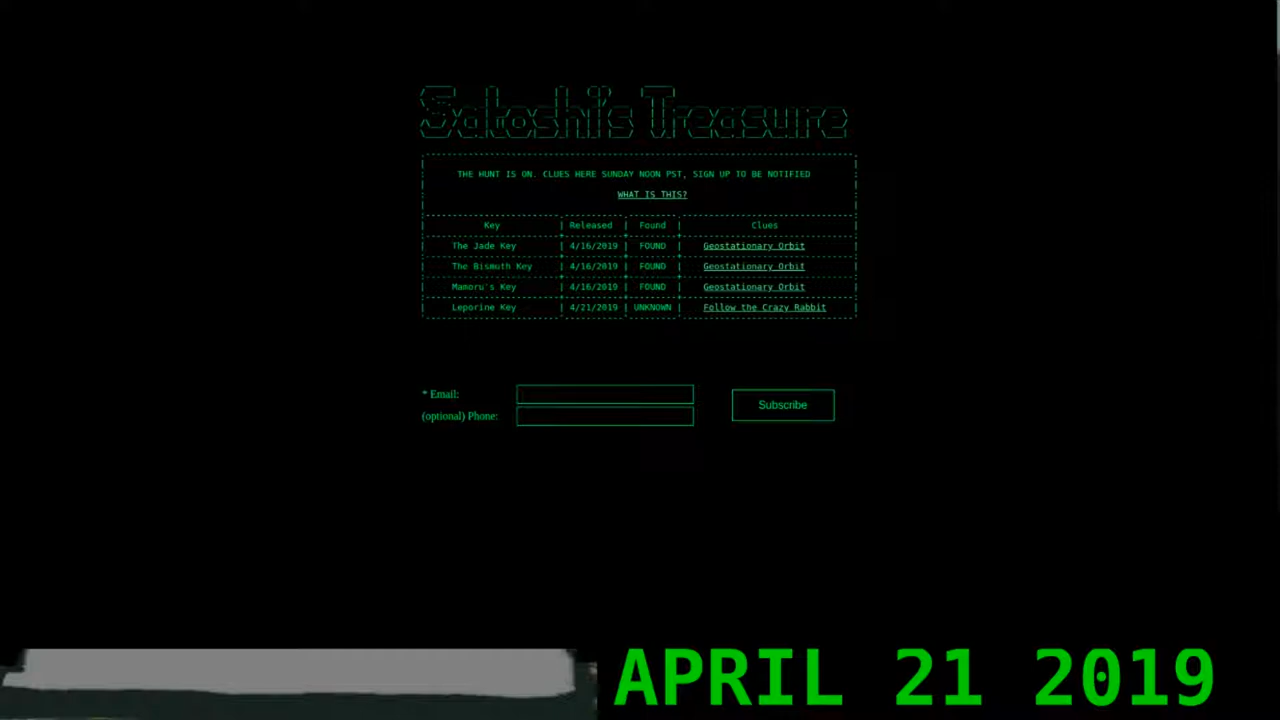 Satoshi's Treasure
THE HUNT IS ON. CLUES HERE SUNDAY NOON PST, SIGN UP TO BE NOTIFIED
WHAT IS THIS?
Key | Released | Found | Clues
The Jade Key | 4/16/2019 | FOUND | Geostationary Orbit
The Bismuth Key | 4/16/2019 | FOUND | Geostationary Orbit
Mamoru's Key | 4/16/2019 | FOUND | Geostationary Orbit
Leporine Key | 4/21/2019 | UNKNOWN | Follow the Crazy Rabbit
* Email:
(optional) Phone:
Subscribe
APRIL 21 2019